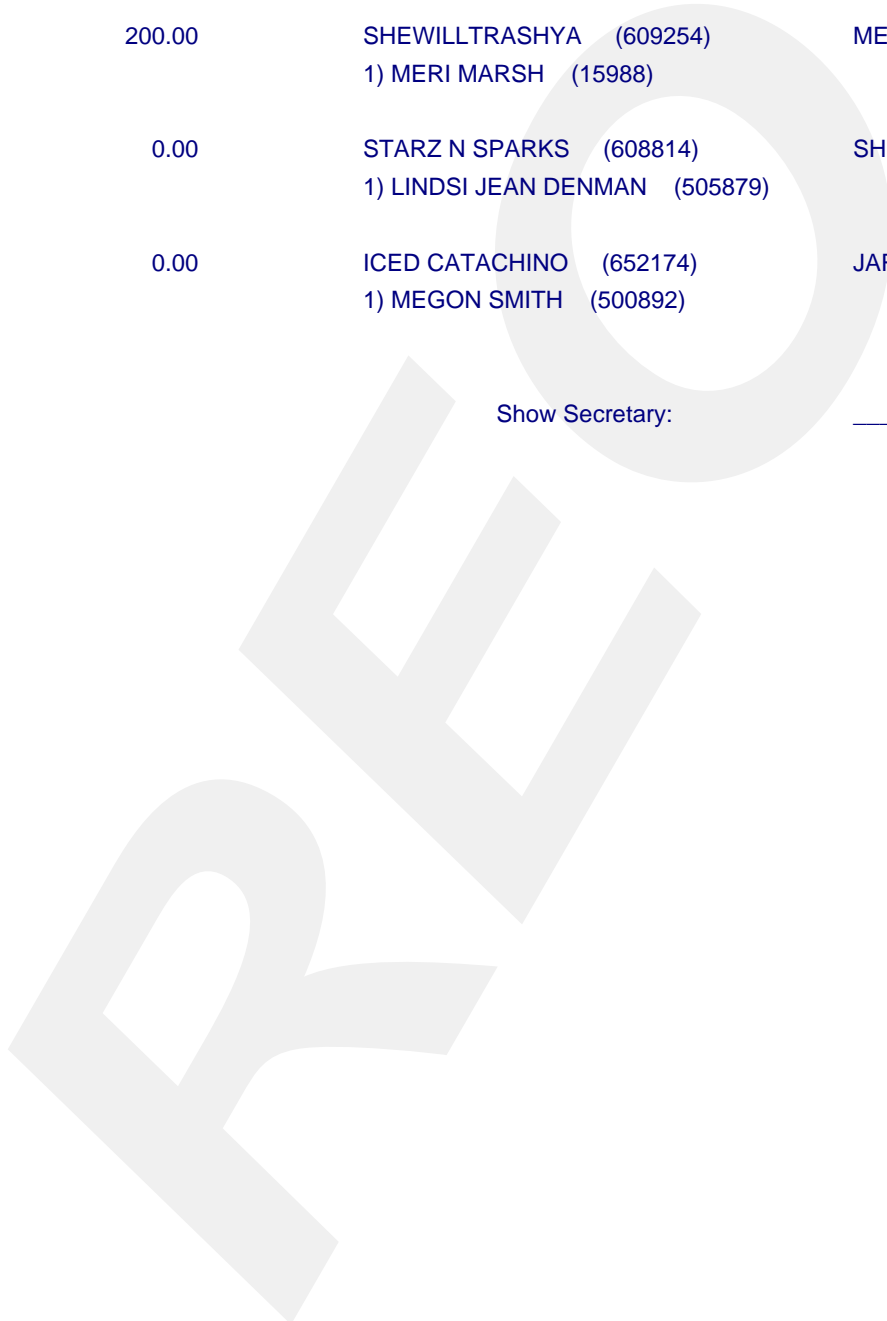 200.00 SHEWILLTRASHYA (609254) ME
1) MERI MARSH (15988)
0.00 STARZ N SPARKS (608814) SH
1) LINDSI JEAN DENMAN (505879)
0.00 ICED CATACHINO (652174)
1) MEGON SMITH (500892)
Show Secretary: __
REO